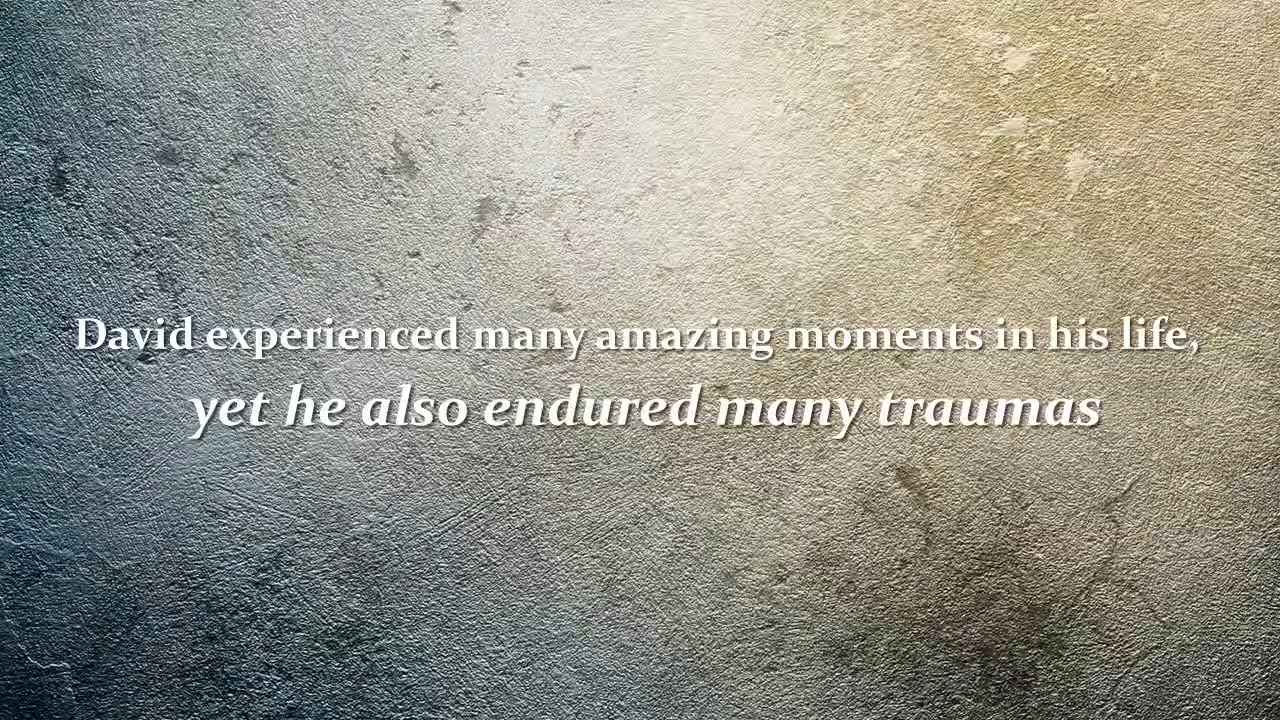 David experienced many amazing moments in his life,
yet he also endured many traumas